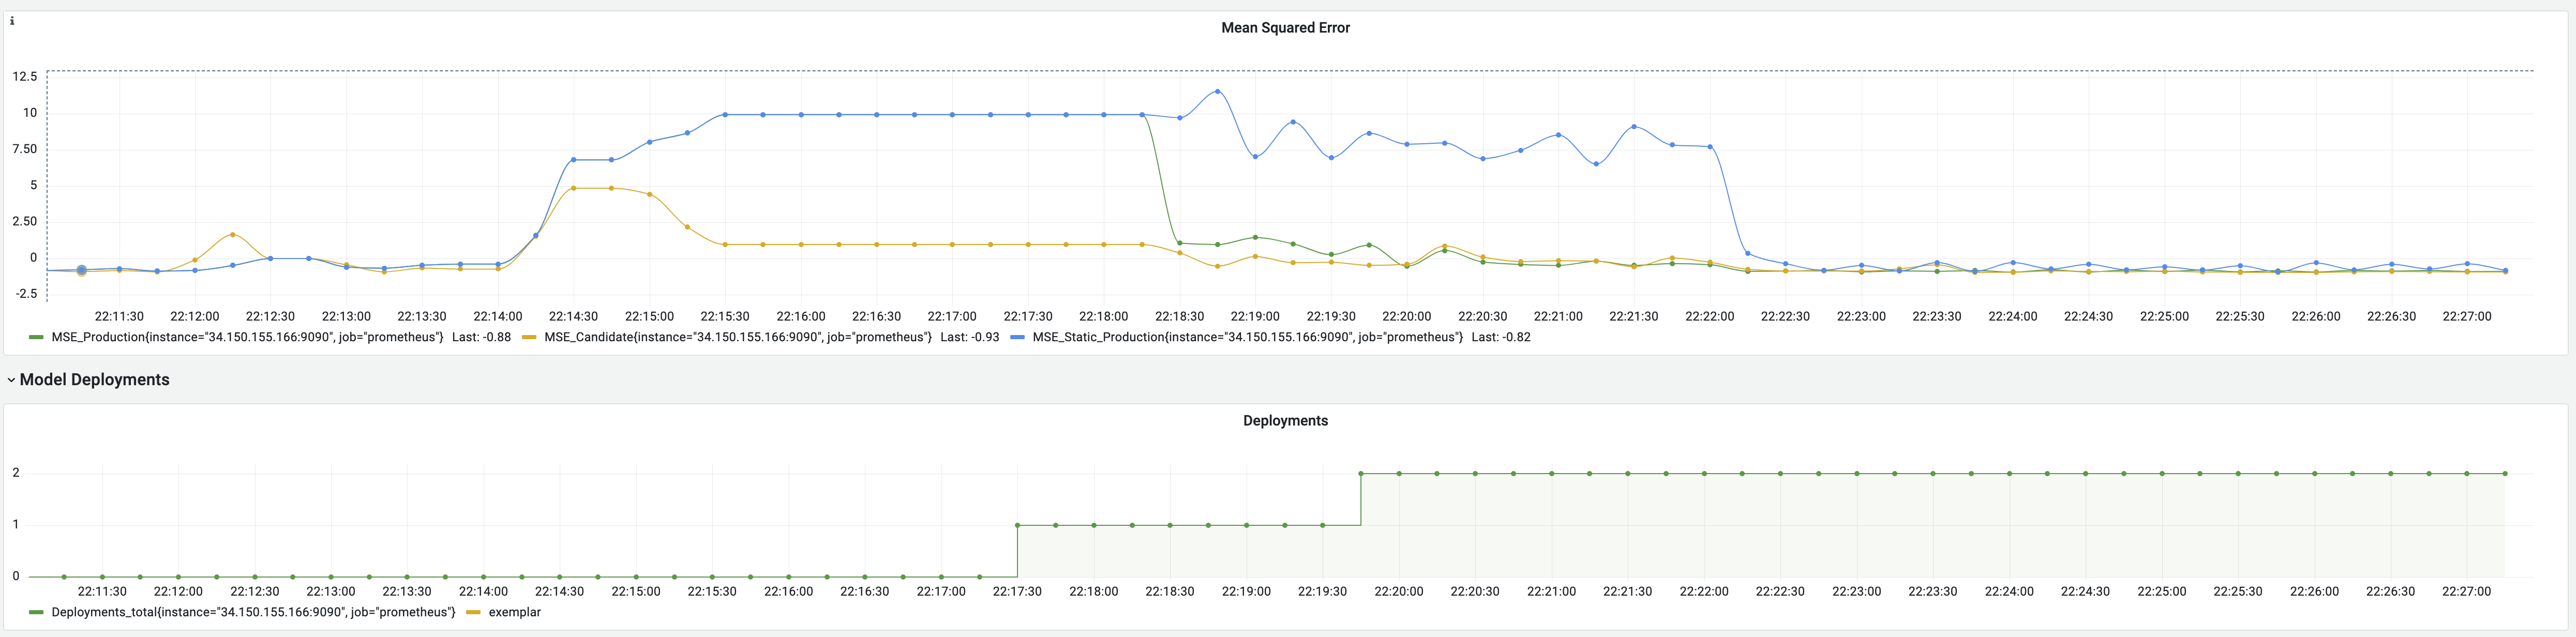 i
Mean Squared Error
12.5
10
7.50
5
2.50
0
-2.5
22:11:30 22:12:00 22:12:30 22:13:00 22:13:30 22:14:00 22:14:30 22:15:00 22:15:30 22:16:00 22:16:30 22:17:00 22:17:30 22:18:00 22:18:30 22:19:00 22:19:30 22:20:00 22:20:30 22:21:00 22:21:30 22:22:00 22:22:30 22:23:00 22:23:30 22:24:00 22:24:30 22:25:00 22:25:30 22:26:00 22:26:30 22:27:00
MSE_Production{instance="34.150.155.166:9090", job="prometheus"} Last: -0.88 MSE_Candidate{instance="34.150.155.166:9090", job="prometheus"} Last: -0.93 MSE_Static_Production{instance="34.150.155.166:9090", job="prometheus"} Last: -0.82
Model Deployments
Deployments
2
1
0
22:11:30 22:12:00 22:12:30 22:13:00 22:13:30 22:14:00 22:14:30 22:15:00 22:15:30 22:16:00 22:16:30 22:17:00 22:17:30 22:18:00 22:18:30 22:19:00 22:19:30 22:20:00 22:20:30 22:21:00 22:21:30 22:22:00 22:22:30 22:23:00 22:23:30 22:24:00 22:24:30 22:25:00 22:25:30 22:26:00 22:26:30 22:27:00
Deployments_total{instance="34.150.155.166:9090", job="prometheus"} exemplar